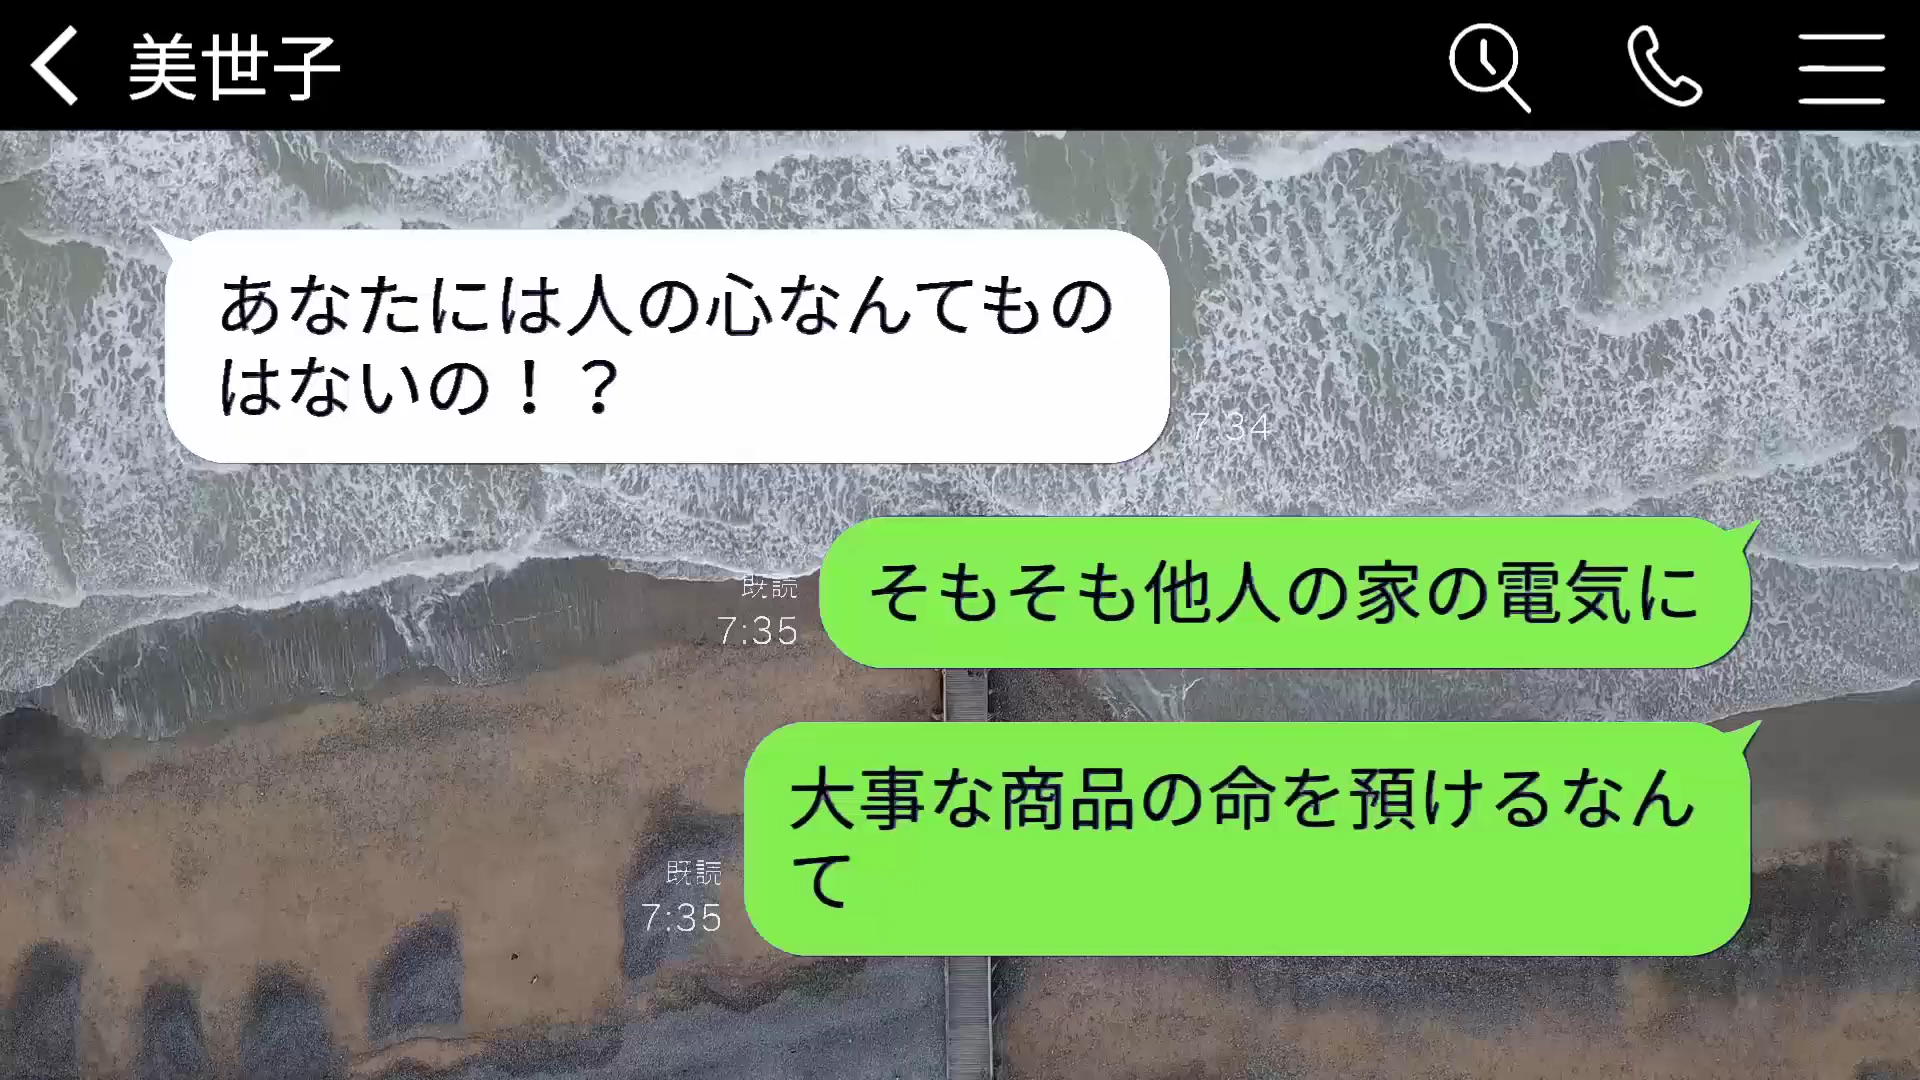 美世子
あなたには人の心なんてもの
はないの！？
7:34
そもそも他人の家の電気に
既読
7:35
大事な商品の命を預けるなん
て
既読
7:35